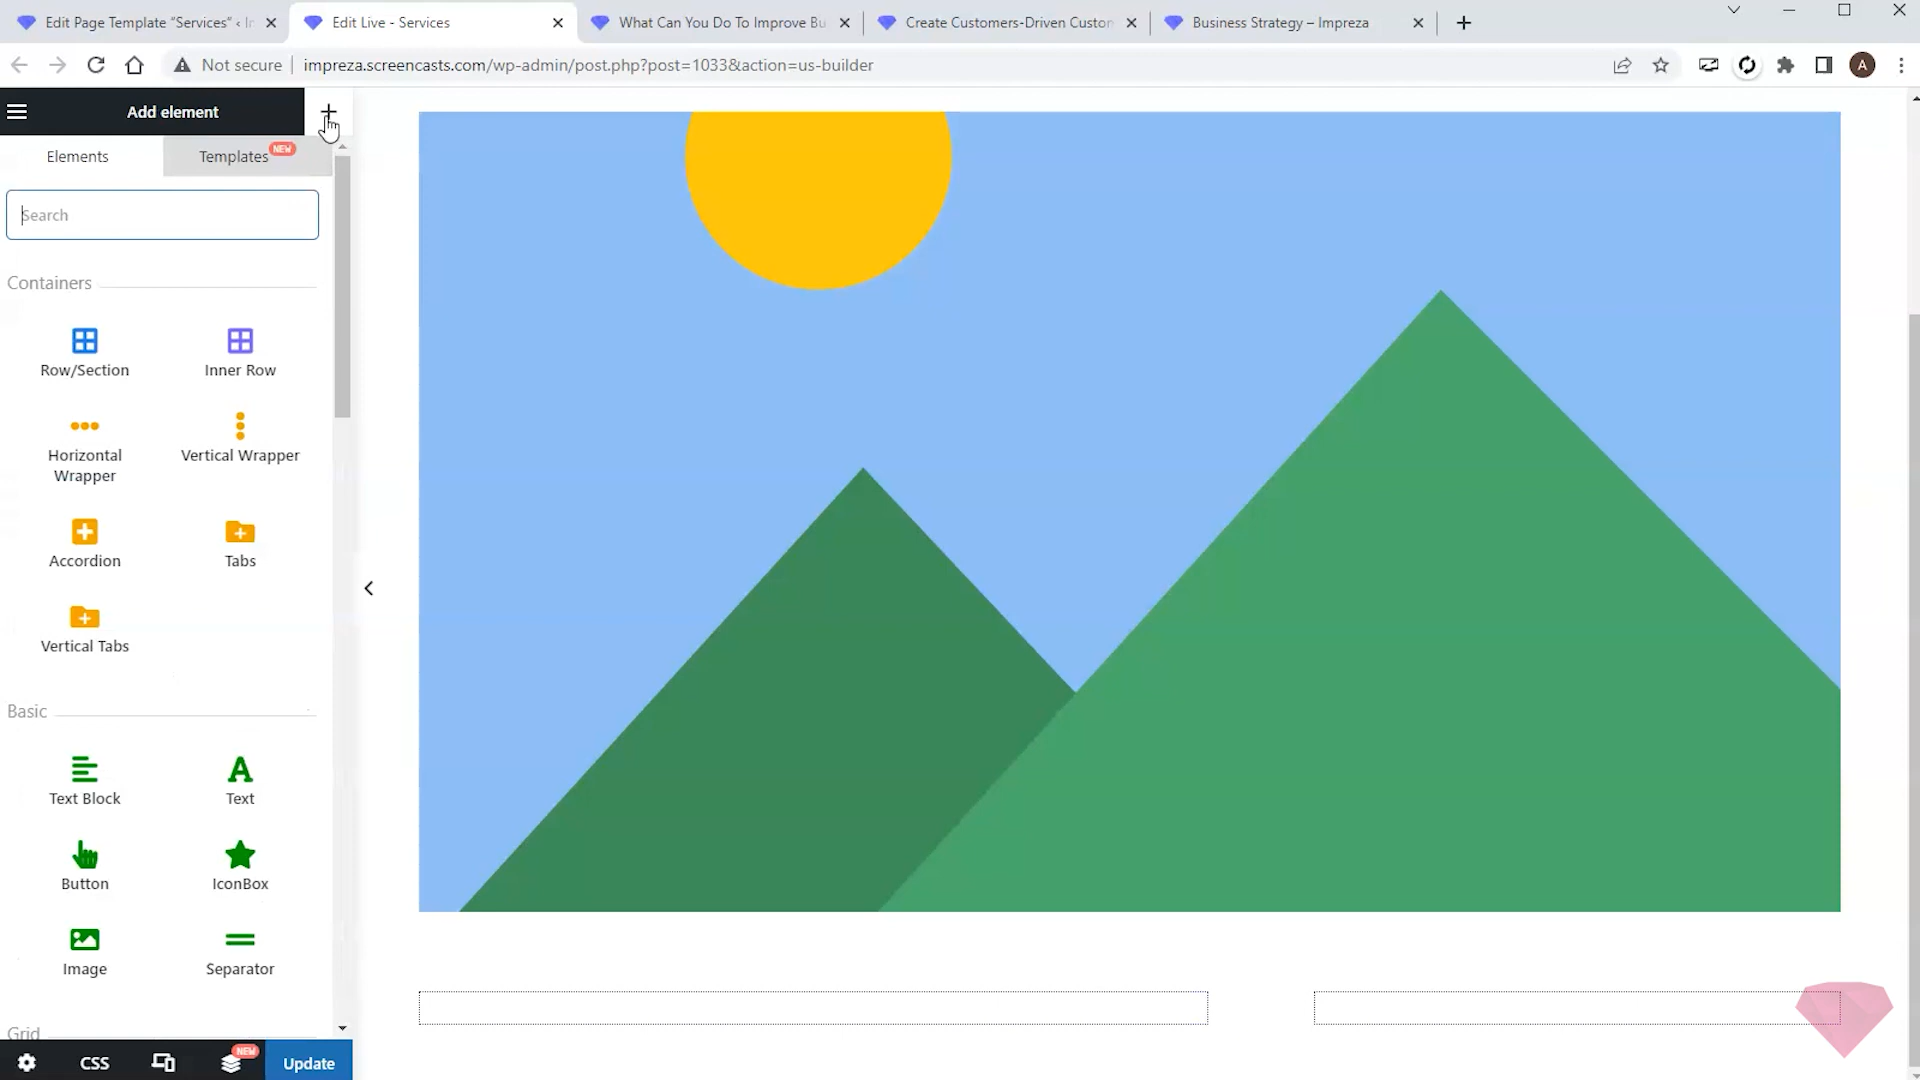 Edit Page Template “Services” ‹ In
Edit Live - Services
What Can You Do To Improve Bu
Create Customers-Driven Custor
Business Strategy – Impreza
Not secure
impreza.screencasts.com/wp-admin/post.php?post=1033&action=us-builder
A
Add element
Elements
Templates
NEW
Search
Containers
Row/Section
Inner Row
Horizontal
Wrapper
Vertical Wrapper
Accordion
Tabs
Vertical Tabs
Basic
Text Block
Text
Button
IconBox
Image
Separator
Grid
CSS
NEW
Update